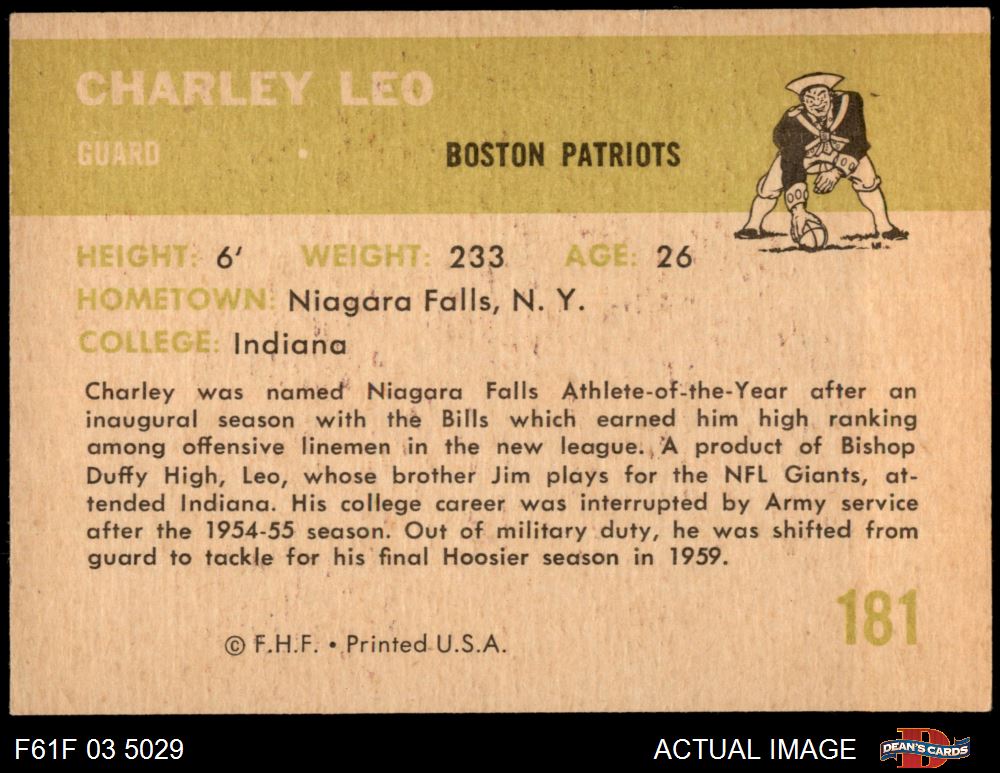 CHARLEY LEO
GUARD BOSTON PATRIOTS
HEIGHT: 6' WEIGHT: 233 AGE: 26
HOMETOWN: Niagara Falls, N. Y.
COLLEGE: Indiana
Charley was named Niagara Falls Athlete-of-the-Year after an
inaugural season with the Bills which earned him high ranking
among offensive linemen in the new league. A product of Bishop
Duffy High, Leo, whose brother Jim plays for the NFL Giants, at-
tended Indiana. His college career was interrupted by Army service
after the 1954-55 season. Out of military duty, he was shifted from
guard to tackle for his final Hoosier season in 1959.
181
© F.H.F. • Printed U.S.A.
F61F 03 5029 ACTUAL IMAGE D DEAN'S CARDS